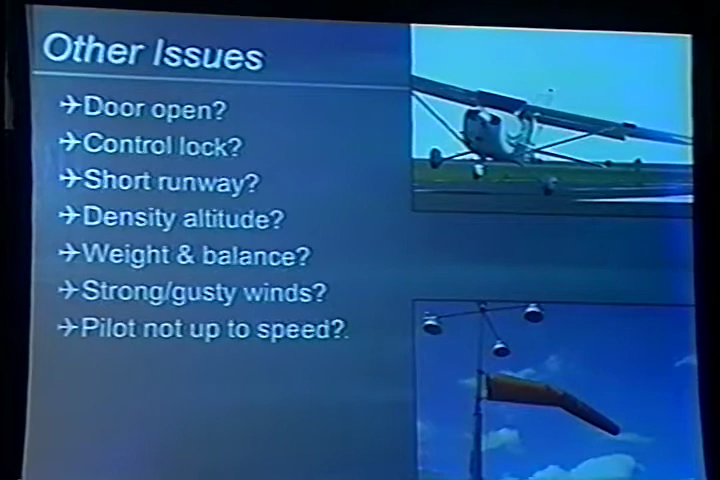 Other Issues
Door open?
Control lock?
Short runway?
Density altitude?
Weight & balance?
Strong/gusty winds?
Pilot not up to speed?.